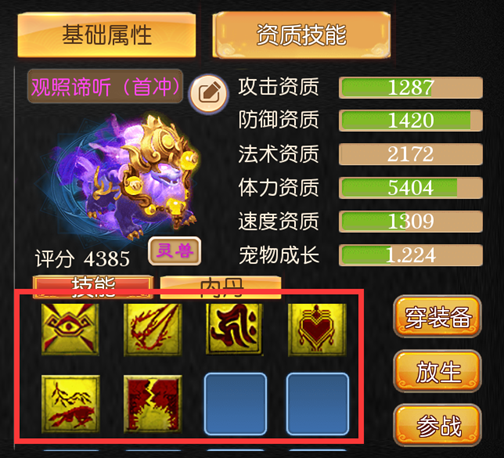 基础属性
资质技能
观照谛听（首冲）
攻击资质 1287
防御资质 1420
法术资质 2172
体力资质 5404
速度资质 1309
宠物成长 1.224
评分 4385
灵兽
技能
内丹
穿装备
放生
参战